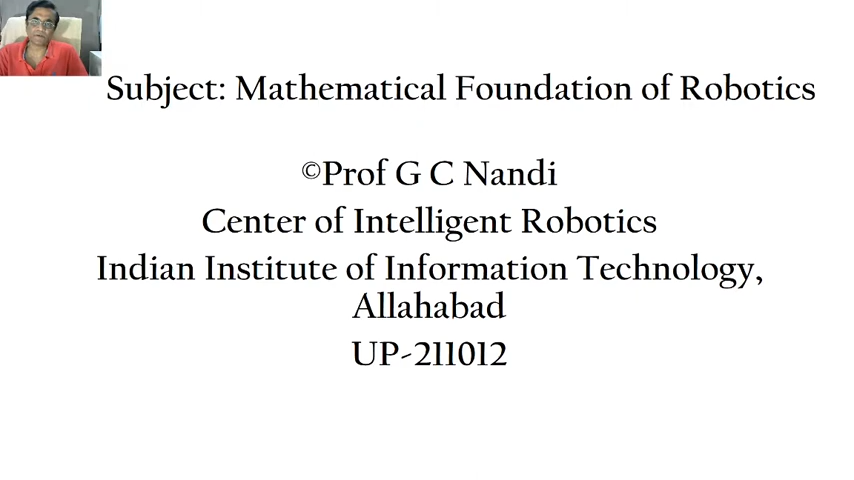 Subject: Mathematical Foundation of Robotics
©Prof G C Nandi
Center of Intelligent Robotics
Indian Institute of Information Technology,
Allahabad
UP-211012